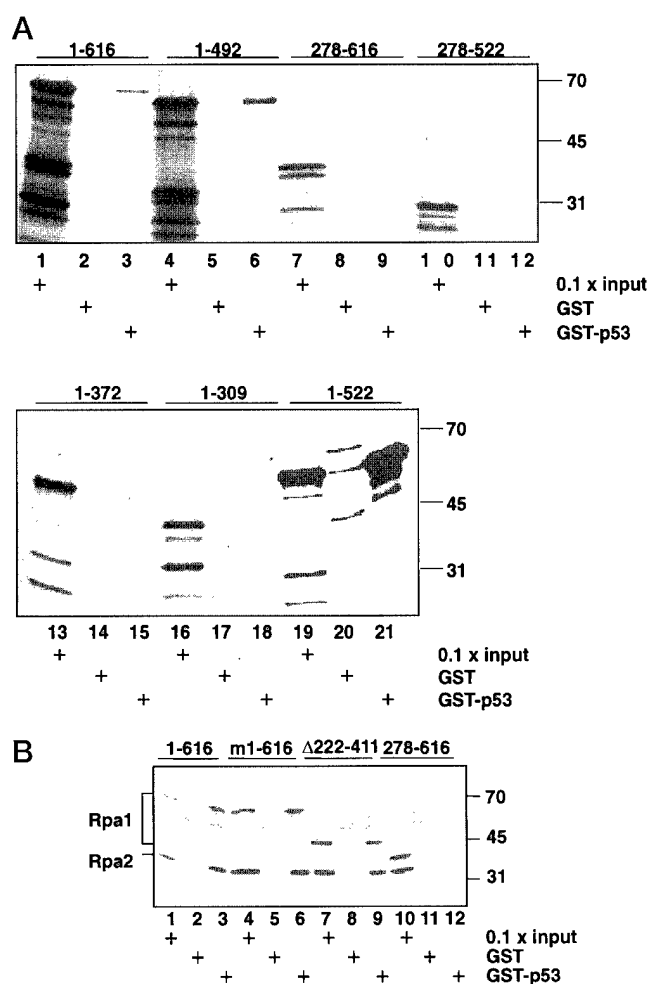 A
1-616 1-492 278-616 278-522
70
45
31
1 2 3 4 5 6 7 8 9 1 0 11 1 2
+ + + + 0.1 x input
+ + + + GST
+ + + + GST-p53
1-372 1-309 1-522
70
45
31
13 14 15 16 17 18 19 20 21
+ + + 0.1 x input
+ + + GST
+ + + GST-p53
B
1-616 m1-616 Δ222-411 278-616
Rpa1
Rpa2
70
45
31
1 2 3 4 5 6 7 8 9 10 11 12
+ + + + 0.1 x input
+ + + + GST
+ + + + GST-p53